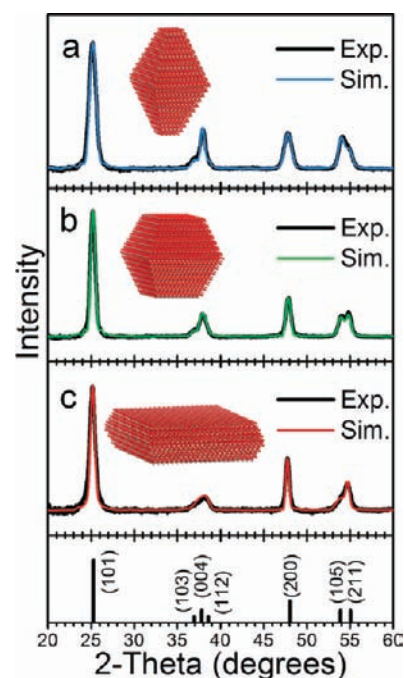 a
Exp.
Sim.
b
Exp.
Sim.
c
Exp.
Sim.
Intensity
(101)
(103)
(004)
(112)
(200)
(105)
(211)
20 25 30 35 40 45 50 55 60
2-Theta (degrees)